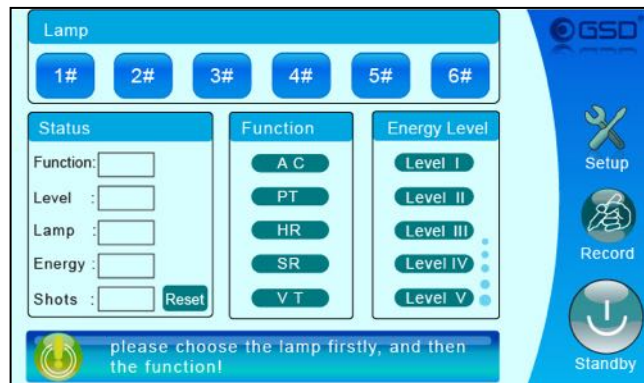 Lamp
GSD
1# 2# 3# 4# 5# 6#
Status Function Energy Level
Function: A C Level I
Setup
Level : PT Level II
Lamp : HR Level III
Record
Energy : SR Level IV
Shots : Reset V T Level V
please choose the lamp firstly, and then
the function!
Standby